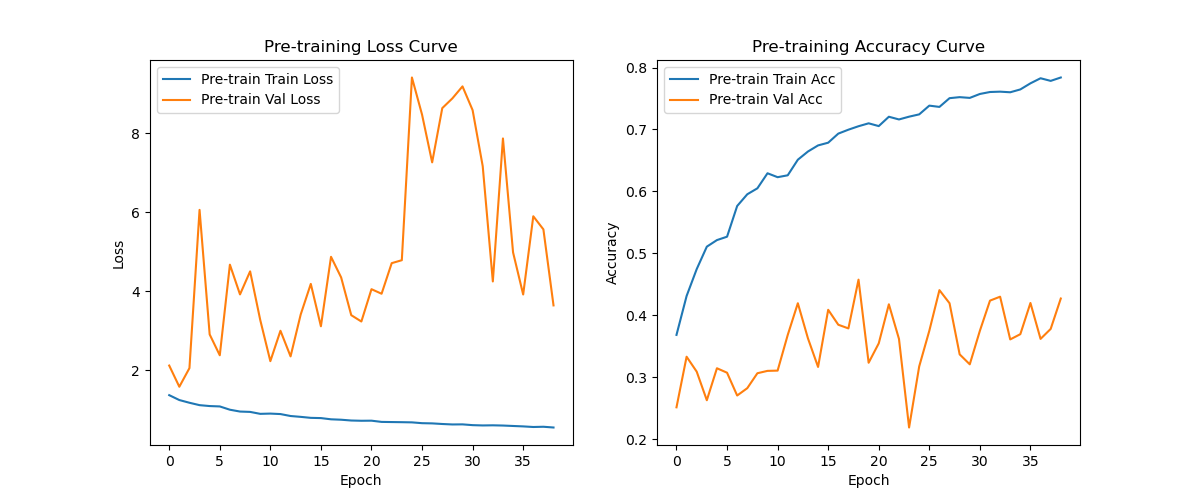 Pre-training Loss Curve
Pre-train Train Loss
Pre-train Val Loss
8
6
4
2
Loss
0 5 10 15 20 25 30 35
Epoch
Pre-training Accuracy Curve
Pre-train Train Acc
Pre-train Val Acc
0.8
0.7
0.6
0.5
0.4
0.3
0.2
Accuracy
0 5 10 15 20 25 30 35
Epoch